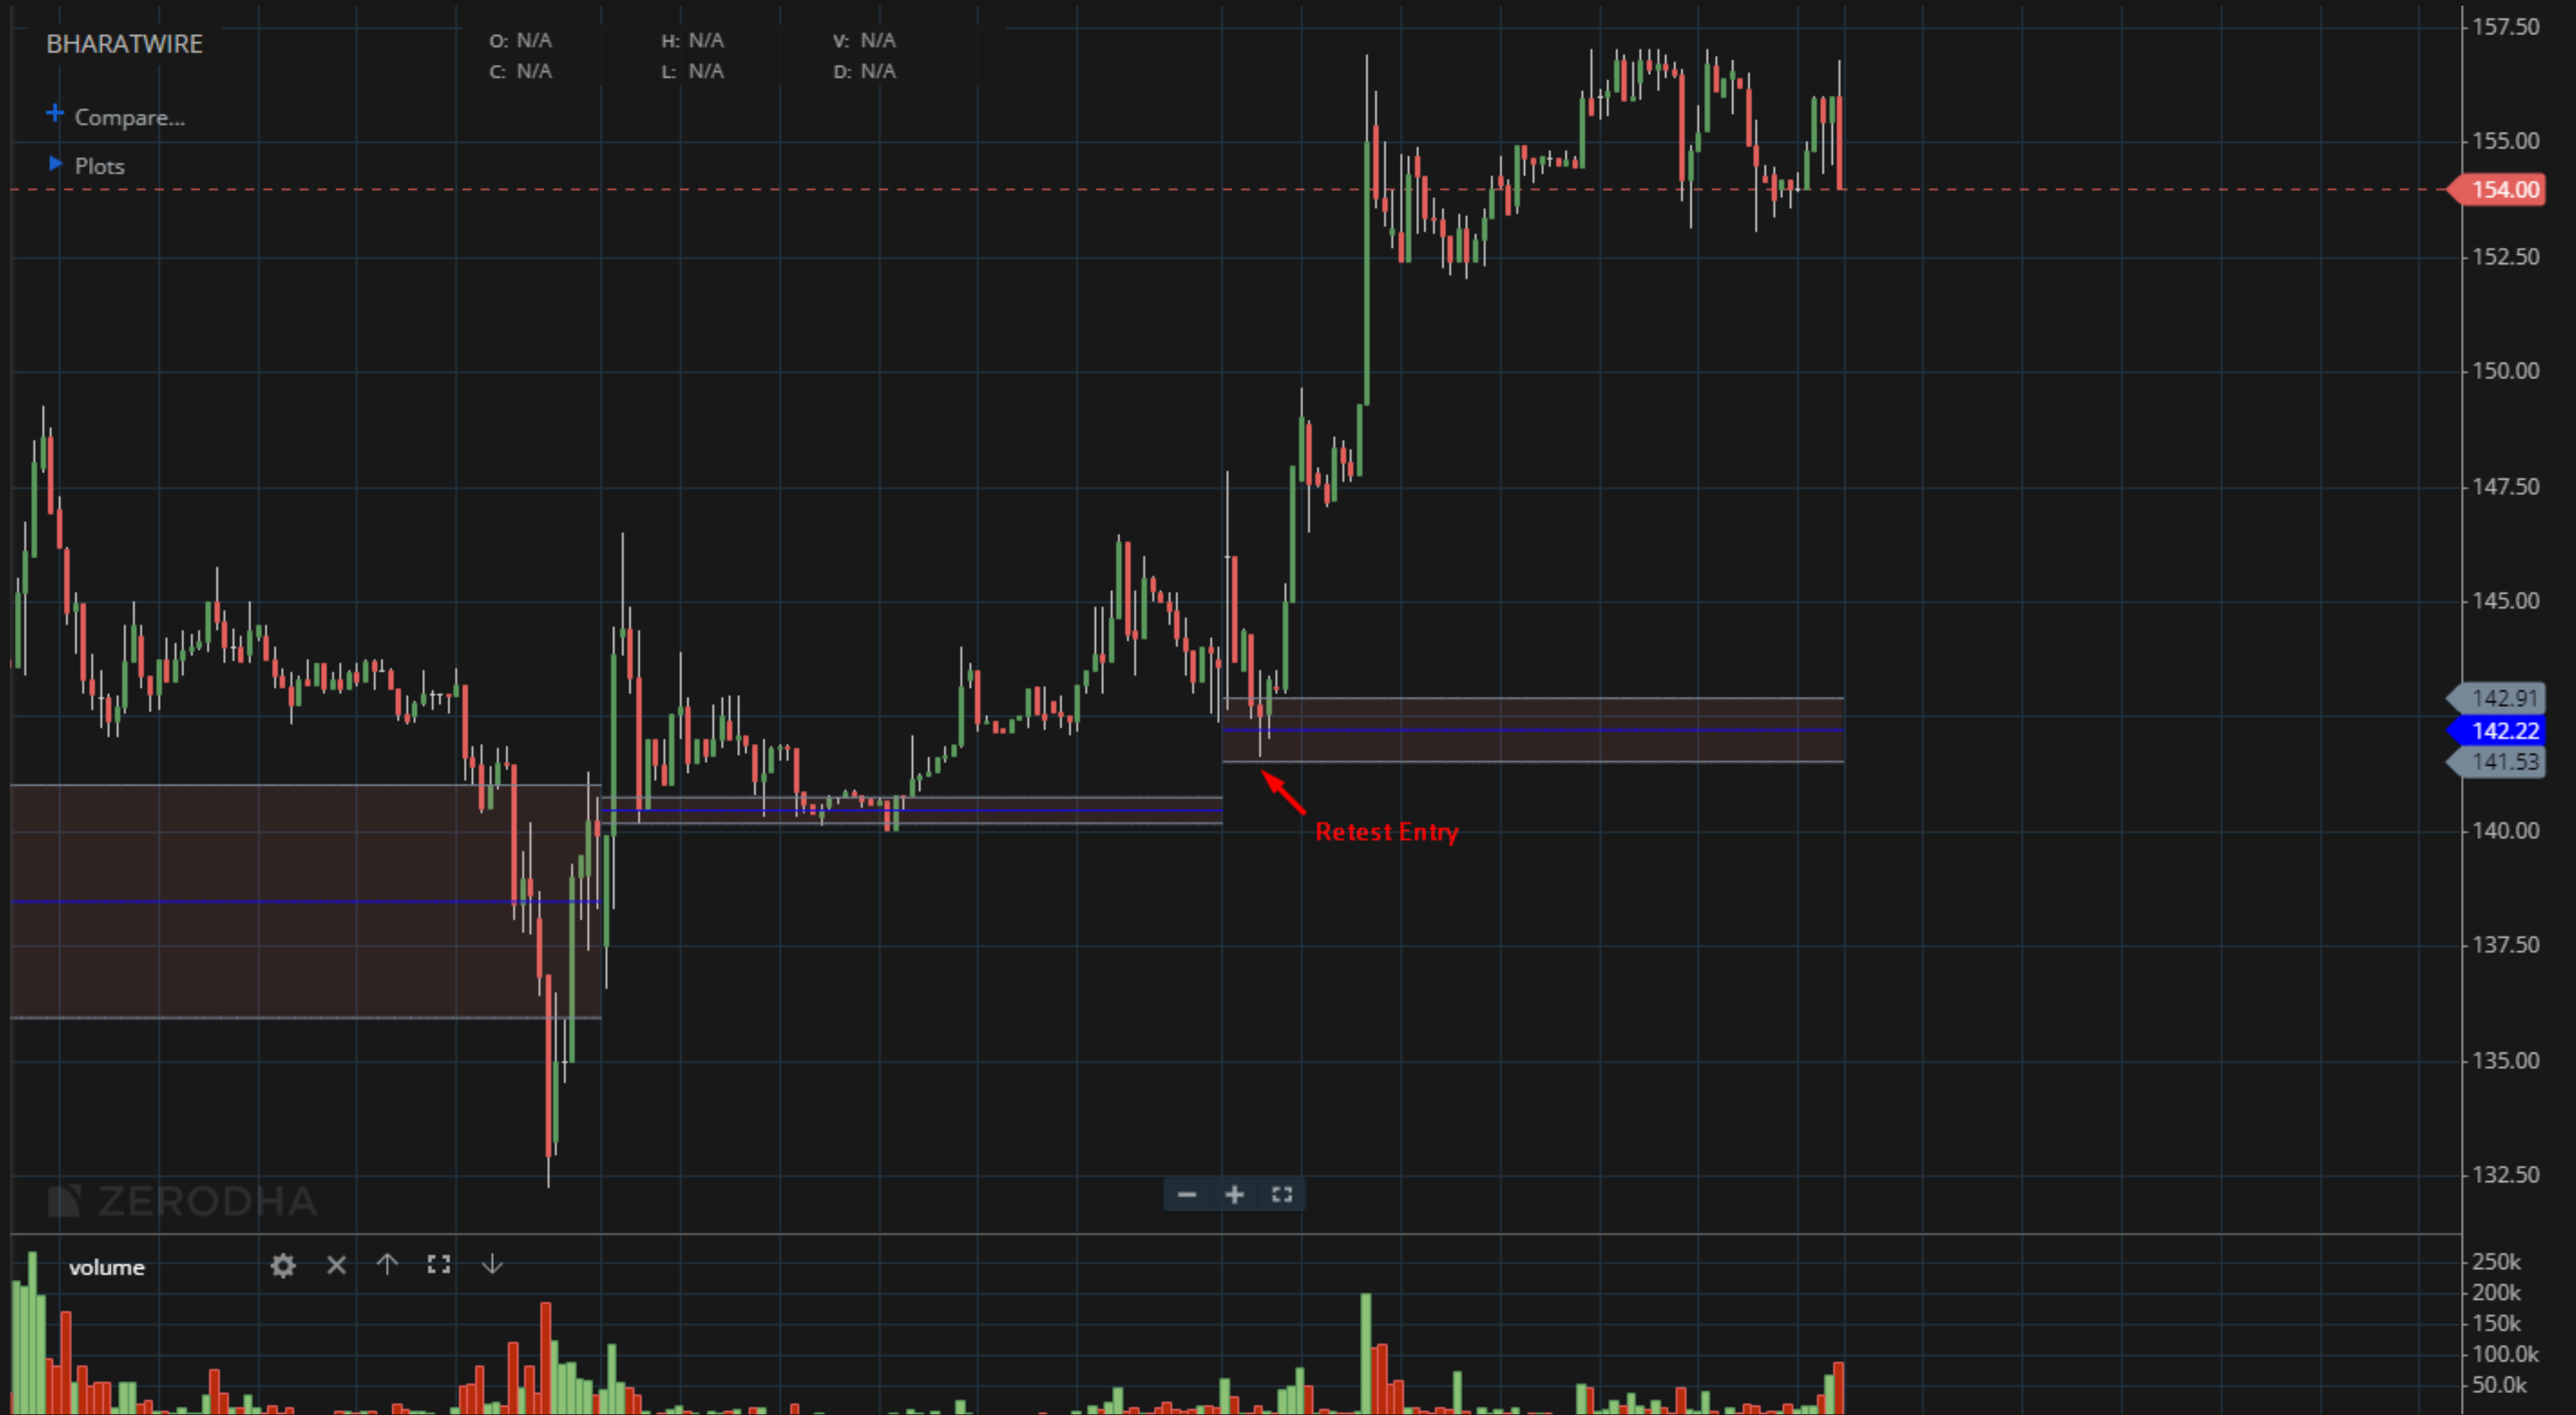 BHARATWIRE
O: N/A H: N/A V: N/A
C: N/A L: N/A D: N/A
+ Compare...
Plots
157.50
155.00
154.00
152.50
150.00
147.50
145.00
142.91
142.22
141.53
Retest Entry
140.00
137.50
135.00
132.50
ZERODHA
volume
250k
200k
150k
100.0k
50.0k